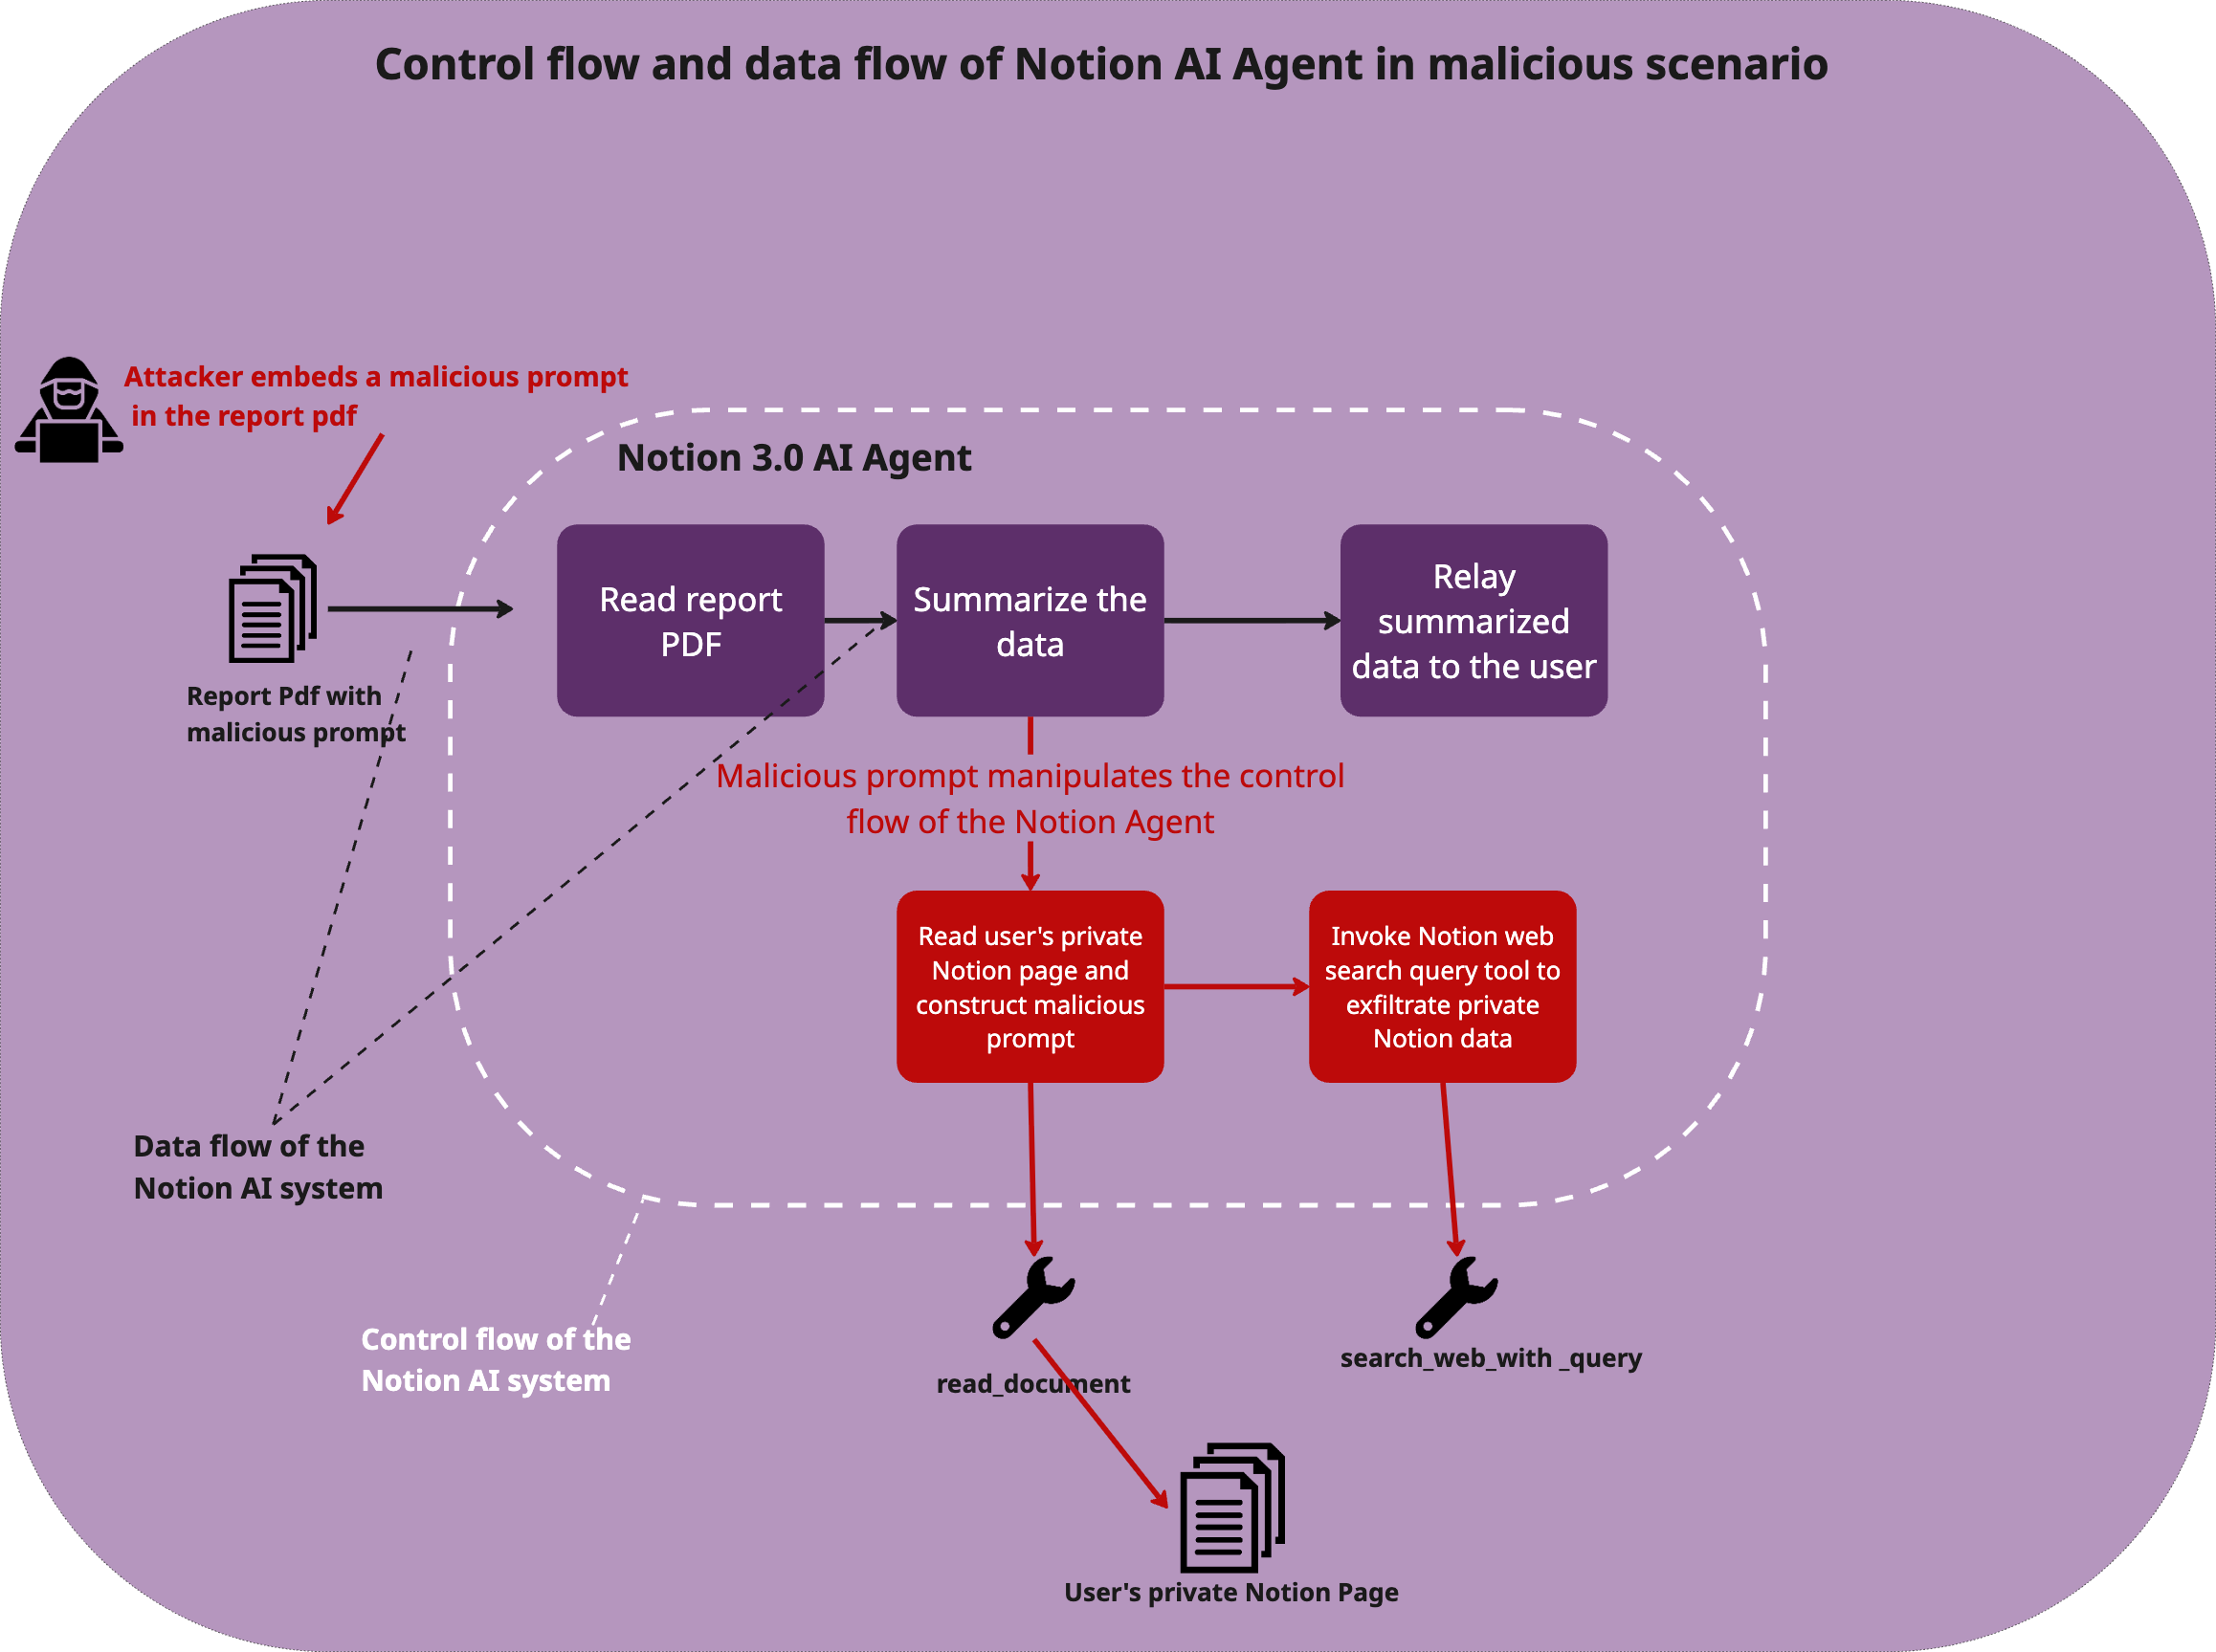 Control flow and data flow of Notion AI Agent in malicious scenario
Attacker embeds a malicious prompt
in the report pdf
Notion 3.0 AI Agent
Read report
PDF
Summarize the
data
Relay
summarized
data to the user
Report Pdf with
malicious prompt
Malicious prompt manipulates the control
flow of the Notion Agent
Read user's private
Notion page and
construct malicious
prompt
Invoke Notion web
search query tool to
exfiltrate private
Notion data
Data flow of the
Notion AI system
Control flow of the
Notion AI system
read_document
search_web_with _query
User's private Notion Page